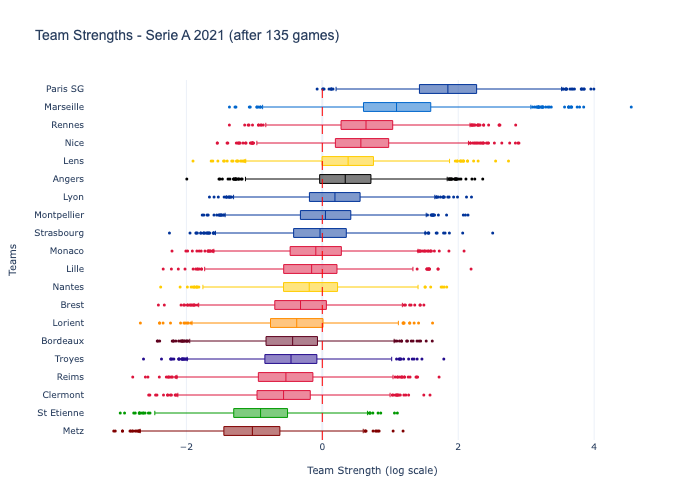 Team Strengths - Serie A 2021 (after 135 games)
Teams
Paris SG
Marseille
Rennes
Nice
Lens
Angers
Lyon
Montpellier
Strasbourg
Monaco
Lille
Nantes
Brest
Lorient
Bordeaux
Troyes
Reims
Clermont
St Etienne
Metz
−2 0 2 4
Team Strength (log scale)